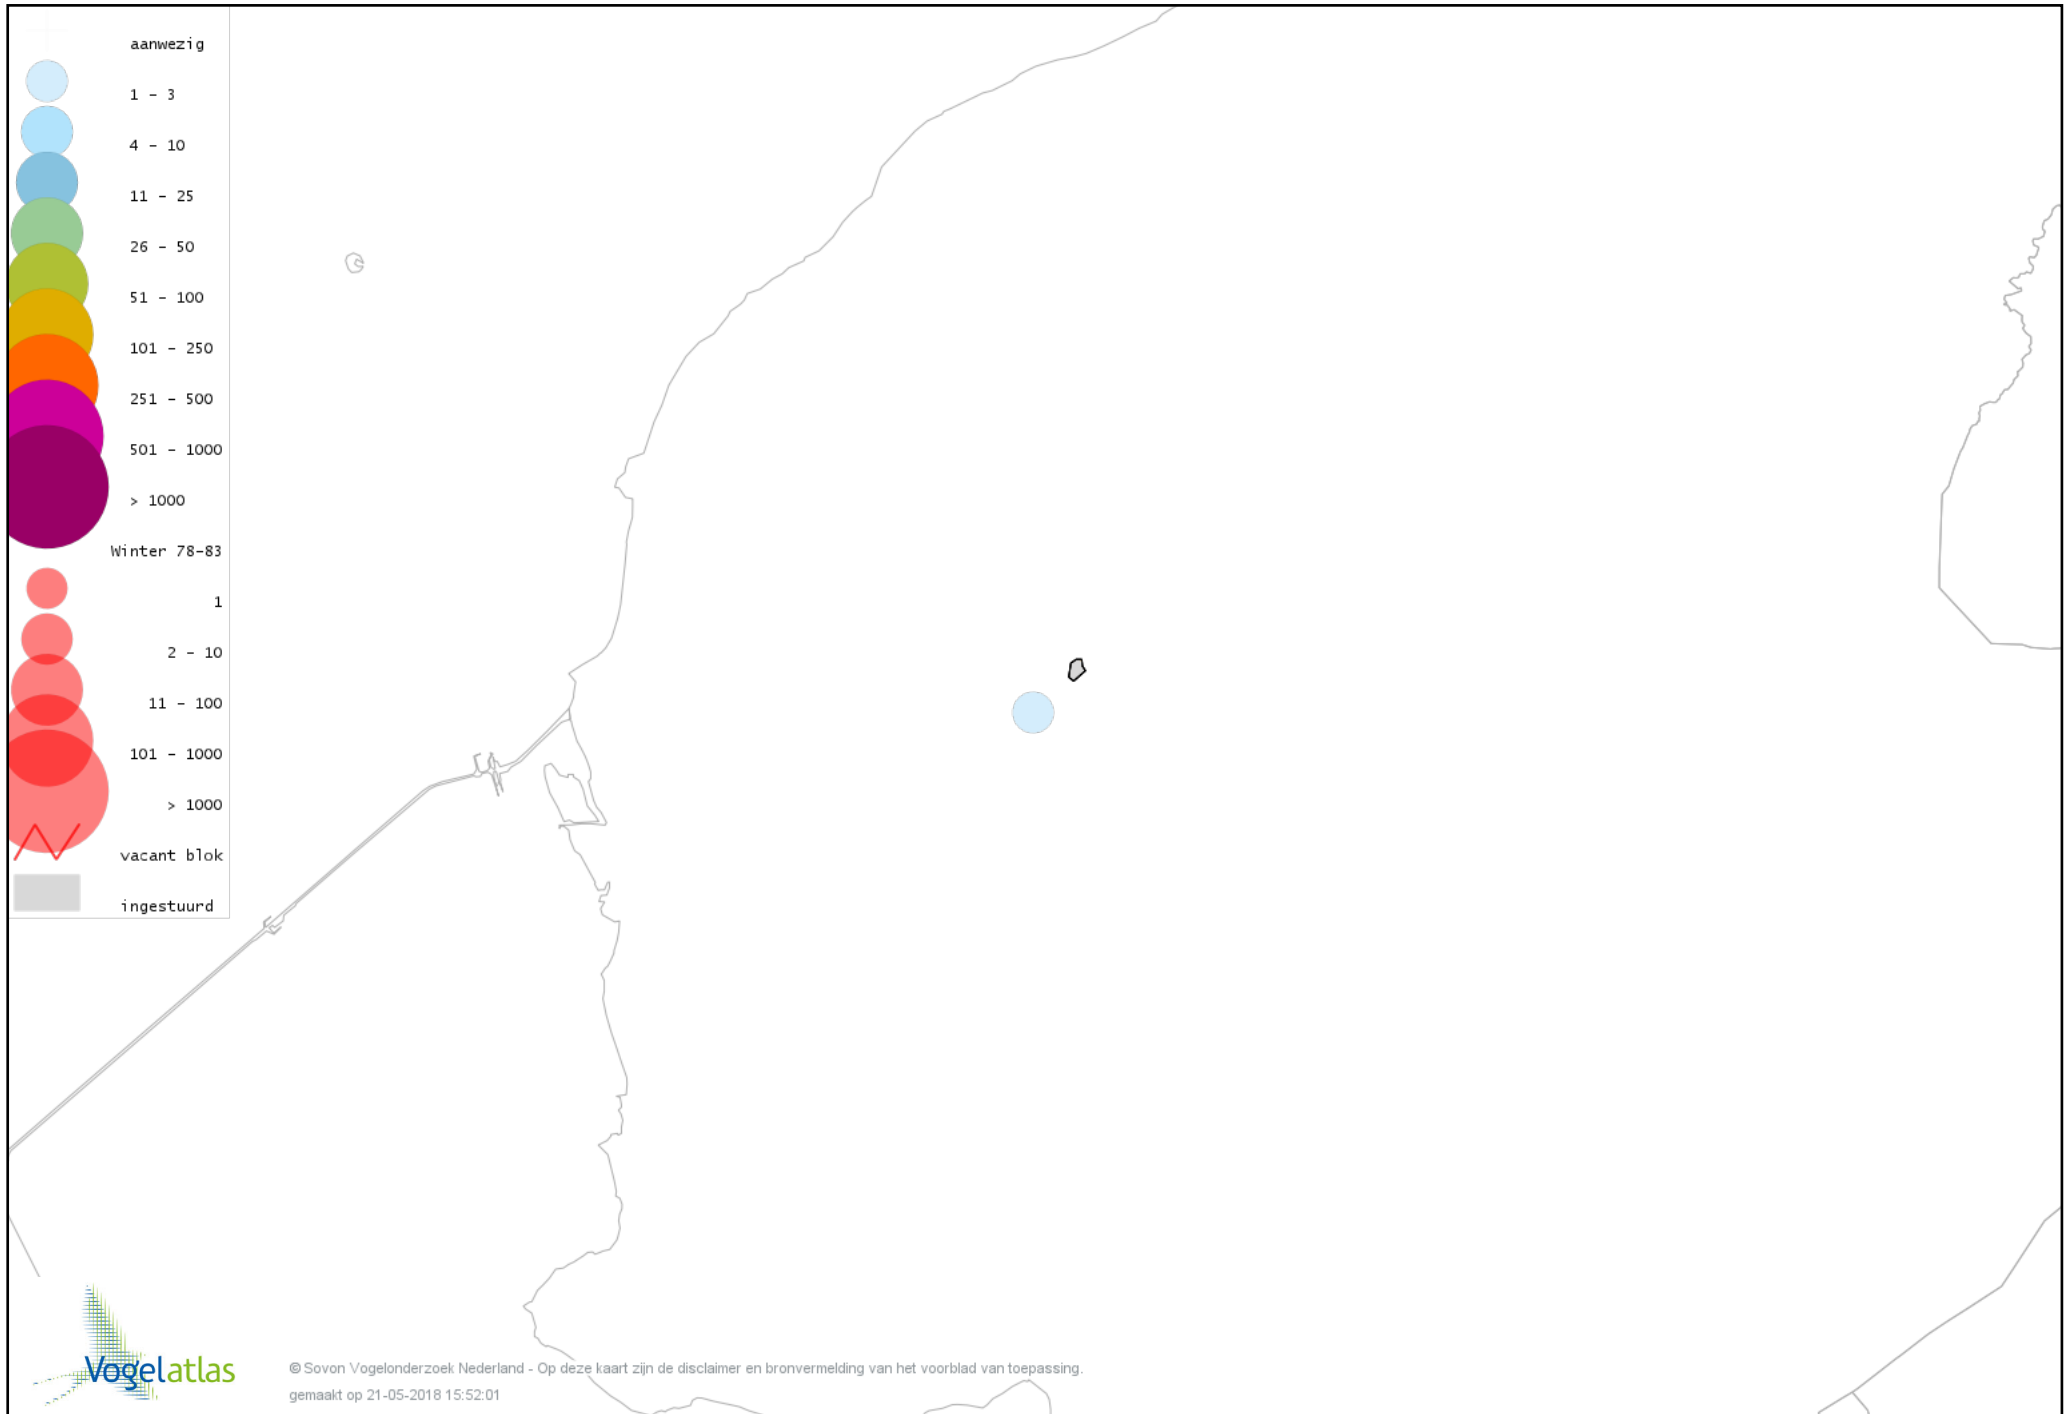 aanwezig
1 - 3
4 - 10
11 - 25
26 - 50
51 - 100
101 - 250
251 - 500
501 - 1000
> 1000
Winter 78-83
1
2 - 10
11 - 100
101 - 1000
> 1000
vacant blok
ingestuurd
Vogelatlas
© Sovon Vogelonderzoek Nederland - Op deze kaart zijn de disclaimer en bronvermelding van het voorblad van toepassing.
gemaakt op 21-05-2018 15:52:01